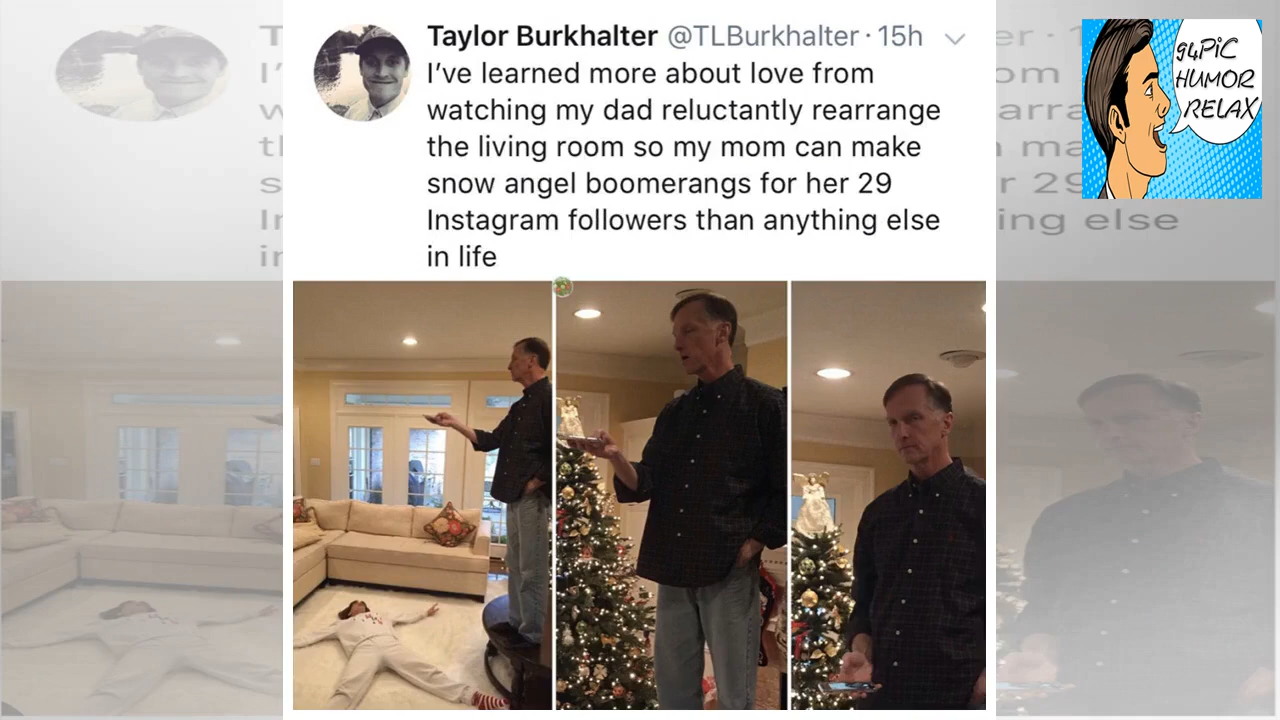 Taylor Burkhalter @TLBurkhalter · 15h
I've learned more about love from
watching my dad reluctantly rearrange
the living room so my mom can make
snow angel boomerangs for her 29
Instagram followers than anything else
in life
94PiC
HUMOR
RELAX